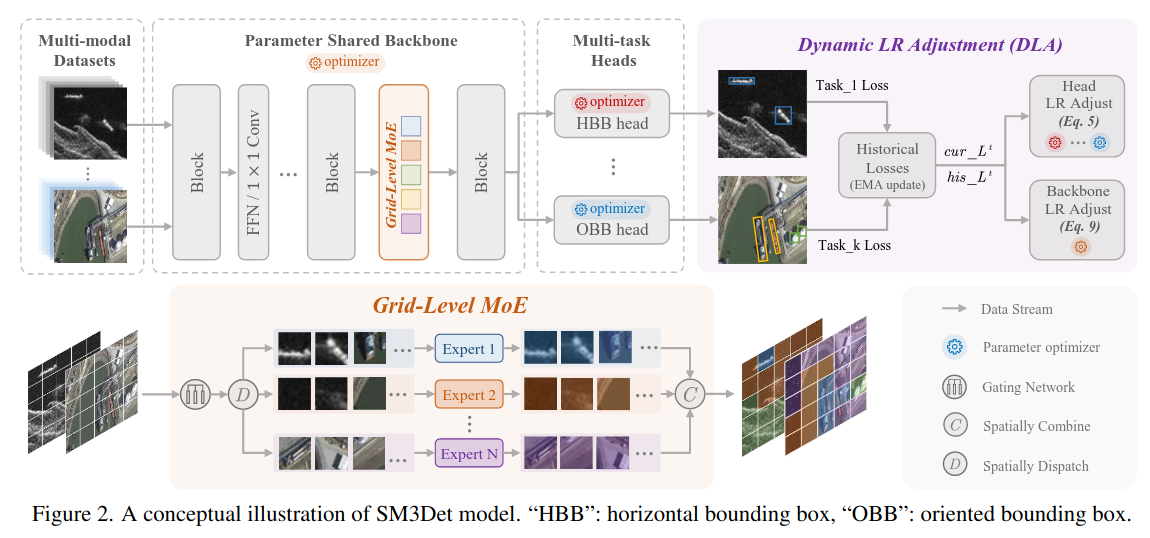 Multi-modal
Datasets
Parameter Shared Backbone
optimizer
Block
FFN / 1 × 1 Conv
...
Block
Grid-Level MoE
Block
Multi-task
Heads
optimizer
HBB head
optimizer
OBB head
Dynamic LR Adjustment (DLA)
Task_1 Loss
Task_k Loss
Historical
Losses
(EMA update)
cur_Lᵗ
his_Lᵗ
Head
LR Adjust
(Eq. 5)
...
Backbone
LR Adjust
(Eq. 9)
Grid-Level MoE
D
...
Expert 1
...
...
Expert 2
...
...
Expert N
...
C
Data Stream
Parameter optimizer
Gating Network
C Spatially Combine
D Spatially Dispatch
Figure 2. A conceptual illustration of SM3Det model. “HBB”: horizontal bounding box, “OBB”: oriented bounding box.